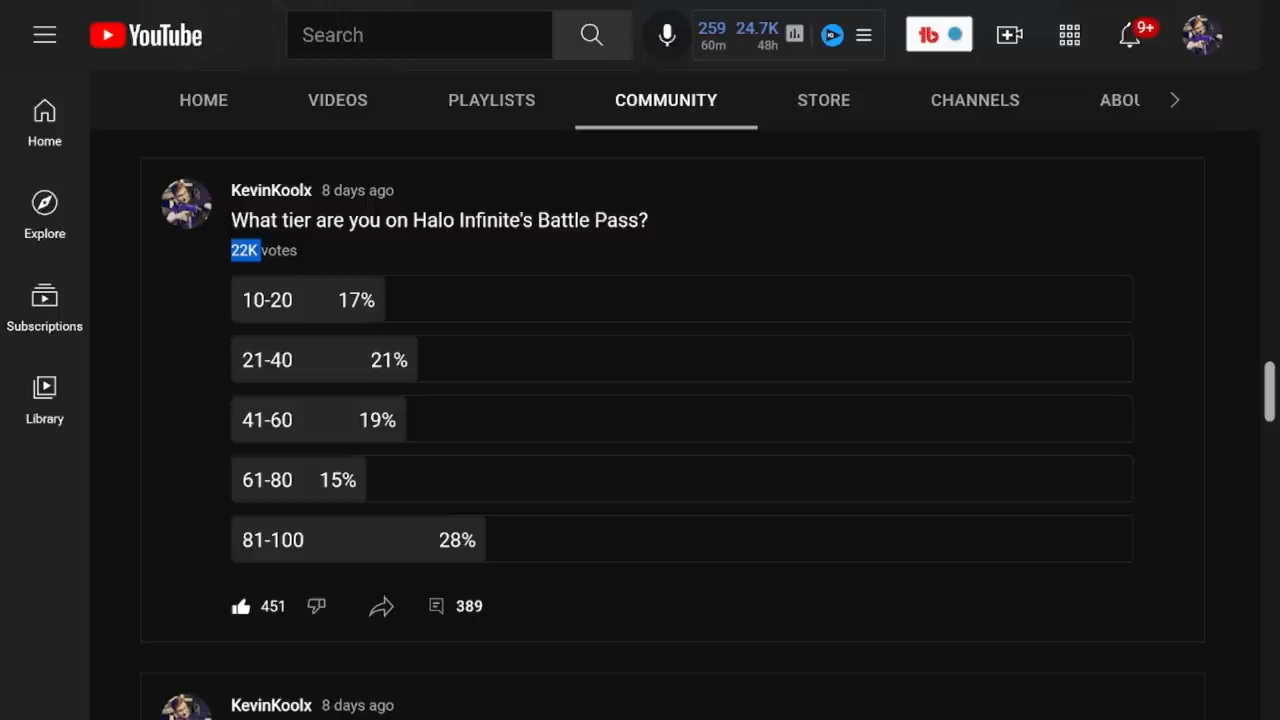 YouTube
Search
259 24.7K
60m 48h
9+
HOME VIDEOS PLAYLISTS COMMUNITY STORE CHANNELS ABOU
Home
Explore
Subscriptions
Library
KevinKoolx 8 days ago
What tier are you on Halo Infinite's Battle Pass?
22K votes
10-20 17%
21-40 21%
41-60 19%
61-80 15%
81-100 28%
451 389
KevinKoolx 8 days ago